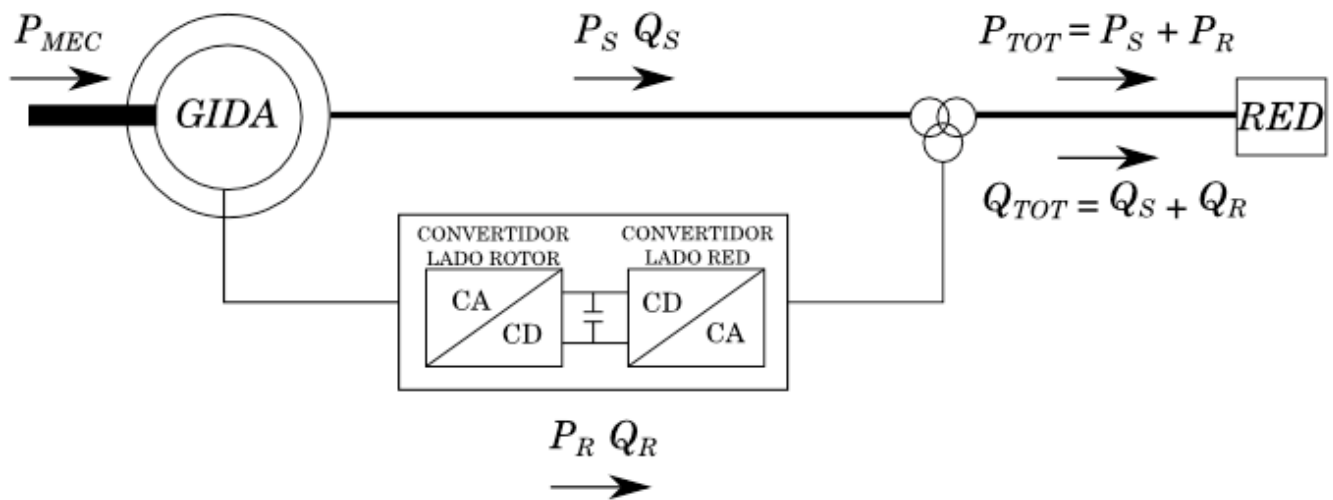 P_MEC
P_S Q_S
P_TOT = P_S + P_R
GIDA
RED
Q_TOT = Q_S + Q_R
CONVERTIDOR LADO ROTOR
CONVERTIDOR LADO RED
CA
CD
CD
CA
P_R Q_R